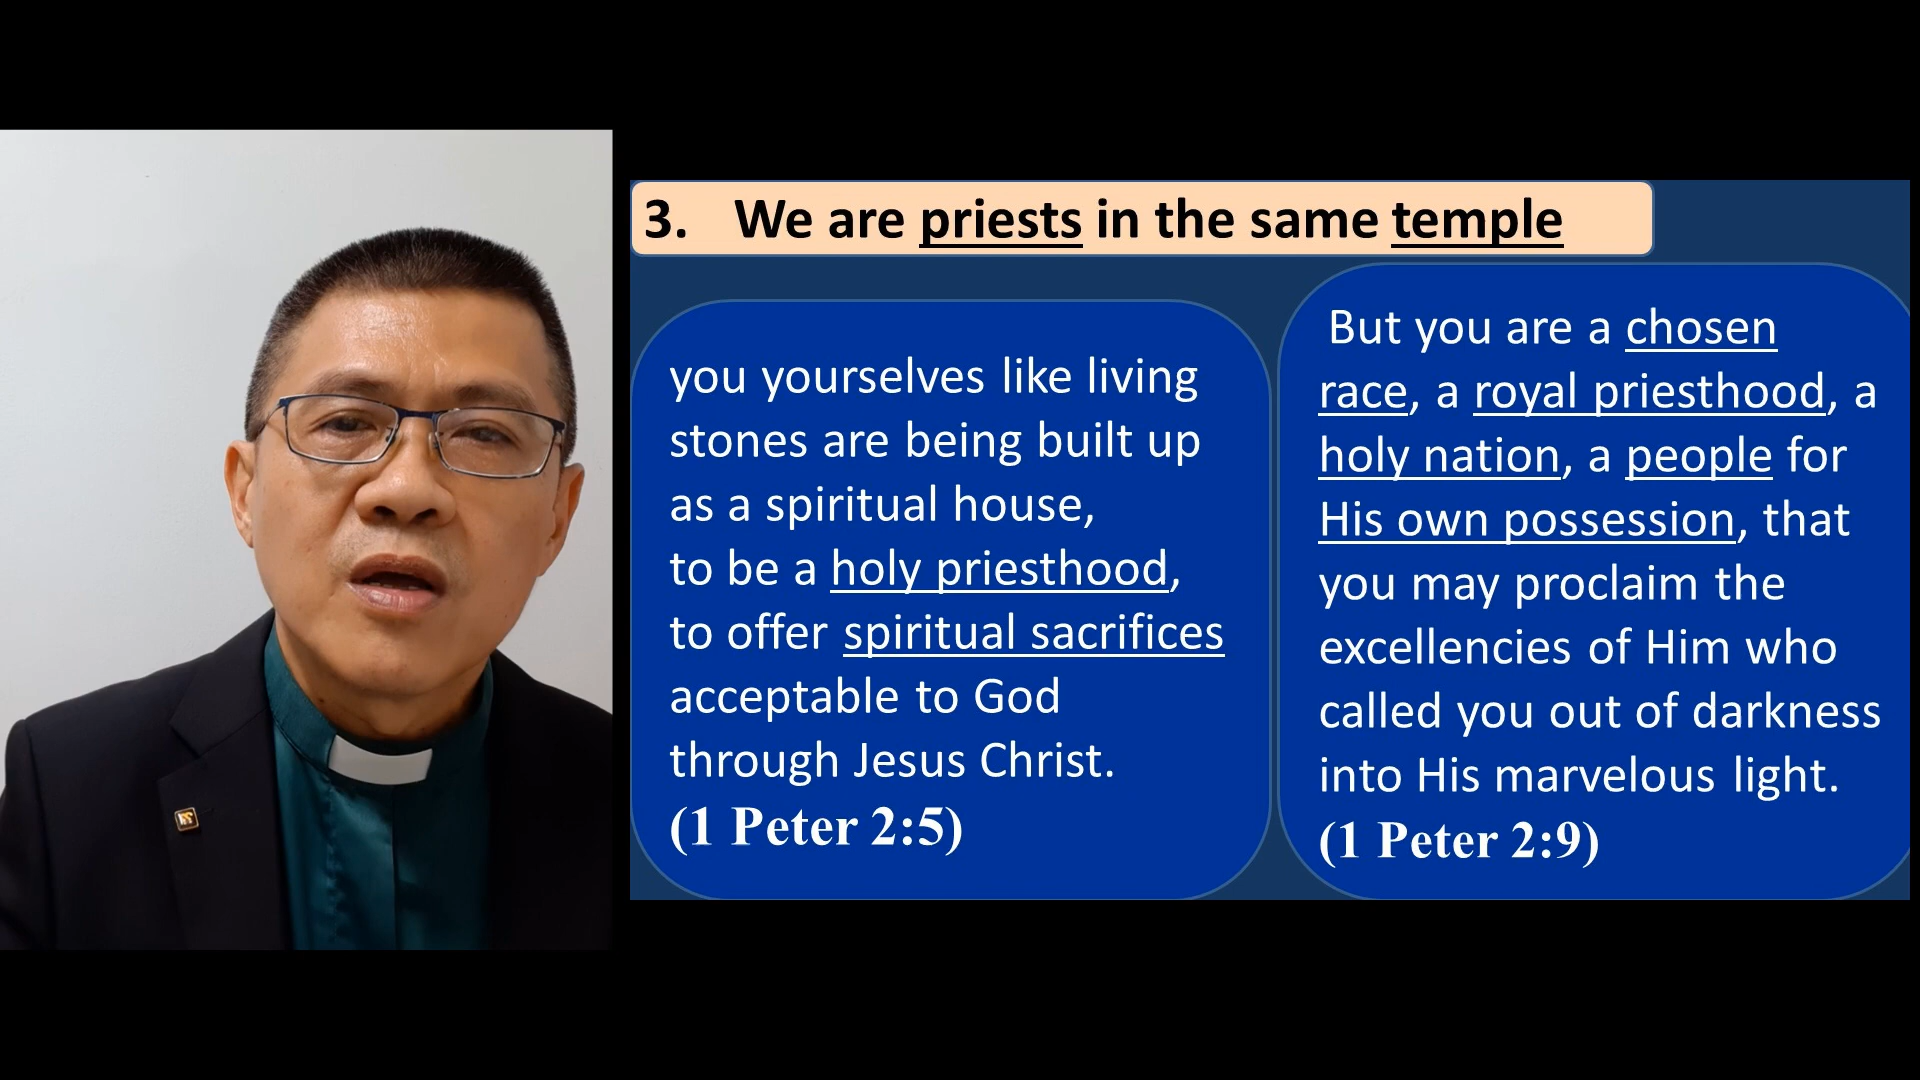 3. We are priests in the same temple
you yourselves like living
stones are being built up
as a spiritual house,
to be a holy priesthood,
to offer spiritual sacrifices
acceptable to God
through Jesus Christ.
(1 Peter 2:5)
But you are a chosen
race, a royal priesthood, a
holy nation, a people for
His own possession, that
you may proclaim the
excellencies of Him who
called you out of darkness
into His marvelous light.
(1 Peter 2:9)